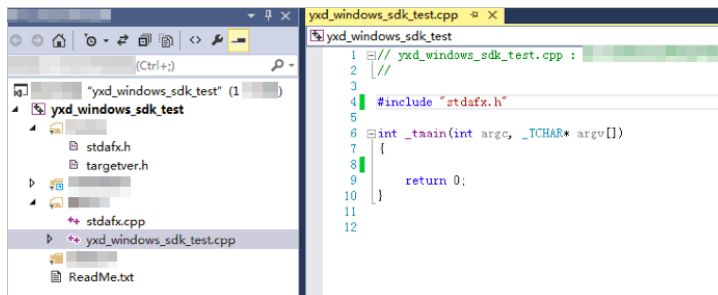 yxd_windows_sdk_test.cpp
yxd_windows_sdk_test
(Ctrl+;)
"yxd_windows_sdk_test" (1
yxd_windows_sdk_test
stdafx.h
targetver.h
stdafx.cpp
yxd_windows_sdk_test.cpp
ReadMe.txt
1 // yxd_windows_sdk_test.cpp :
2 //
3
4 #include "stdafx.h"
5
6 int _tmain(int argc, _TCHAR* argv[])
7 {
8
9 return 0;
10 }
11
12